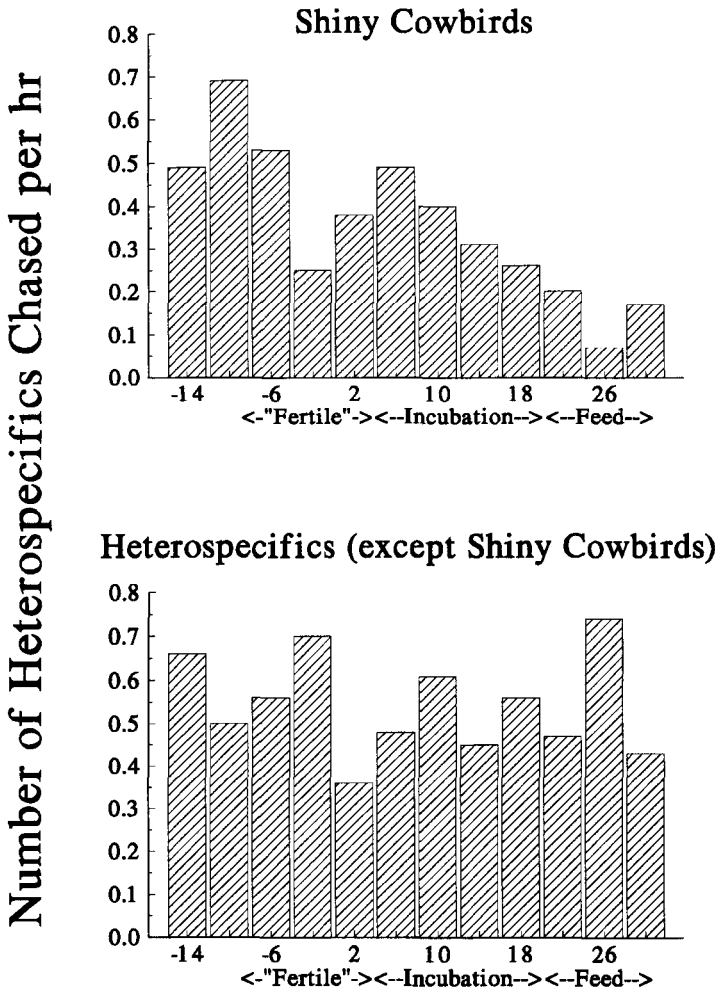 Number of Heterospecifics Chased per hr
Shiny Cowbirds
0.8
0.7
0.6
0.5
0.4
0.3
0.2
0.1
0.0
-14 -6 2 10 18 26
<-"Fertile"-><--Incubation--><--Feed-->
Heterospecifics (except Shiny Cowbirds)
0.8
0.7
0.6
0.5
0.4
0.3
0.2
0.1
0.0
-14 -6 2 10 18 26
<-"Fertile"-><--Incubation--><--Feed-->